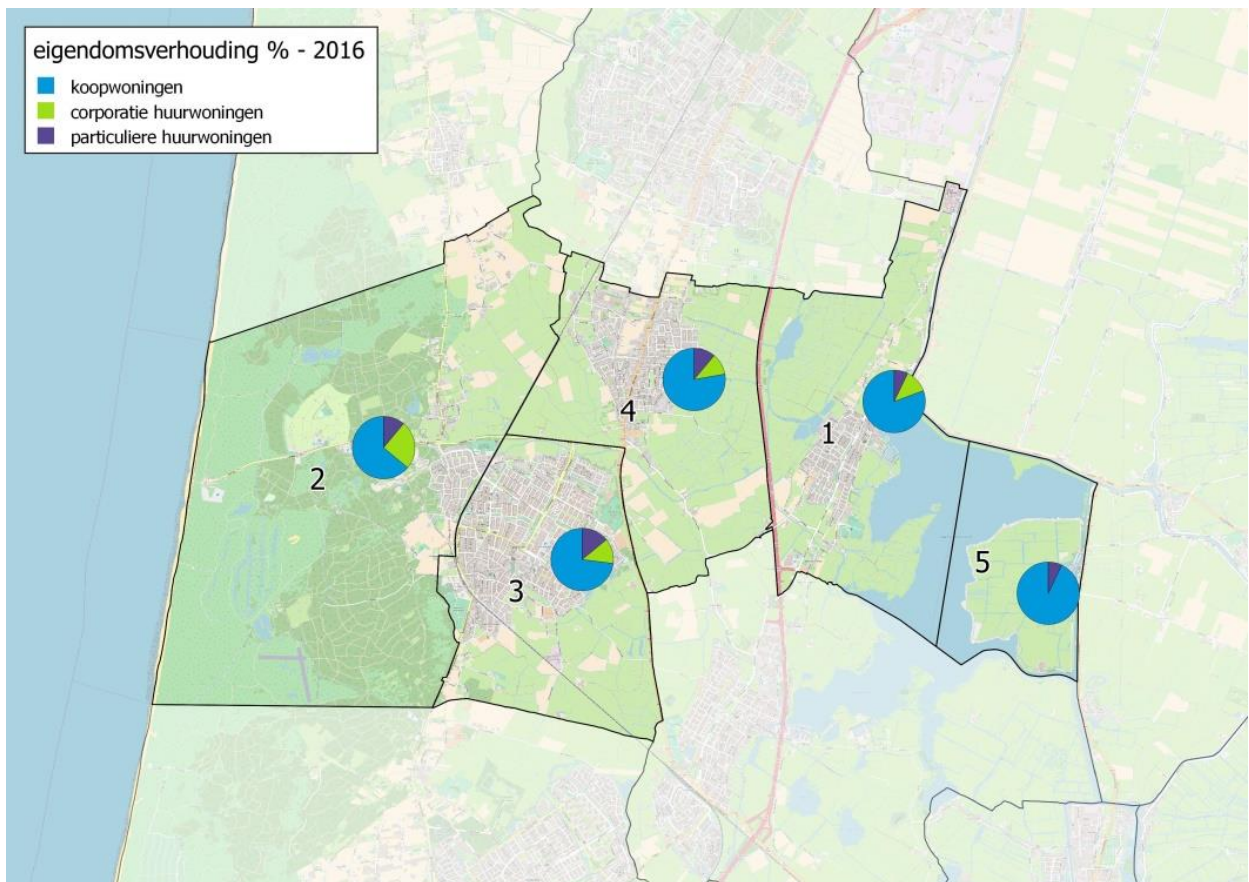 eigendomsverhouding % - 2016
koopwoningen
corporatie huurwoningen
particuliere huurwoningen
4
1
2
5
3